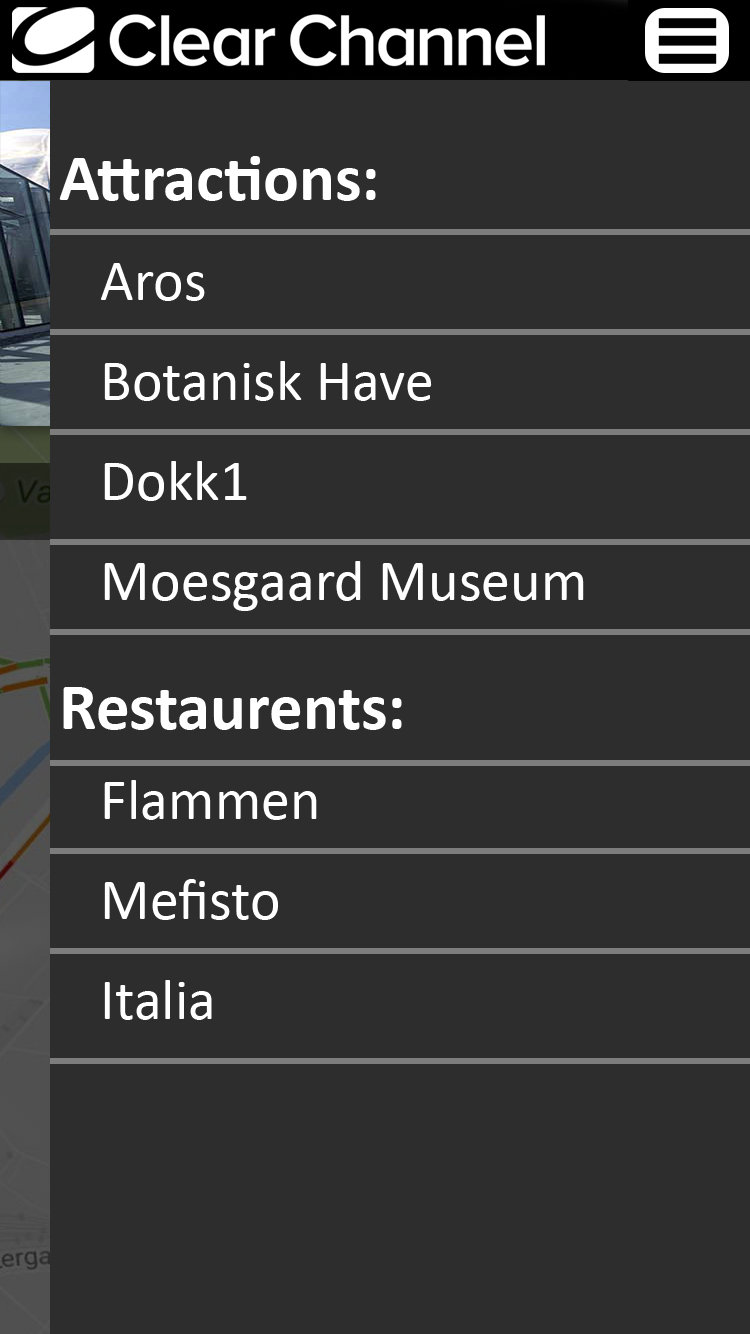 Clear Channel
Attractions:
Aros
Botanisk Have
Dokk1
Va
Moesgaard Museum
Restaurents:
Flammen
Mefisto
Italia
erga